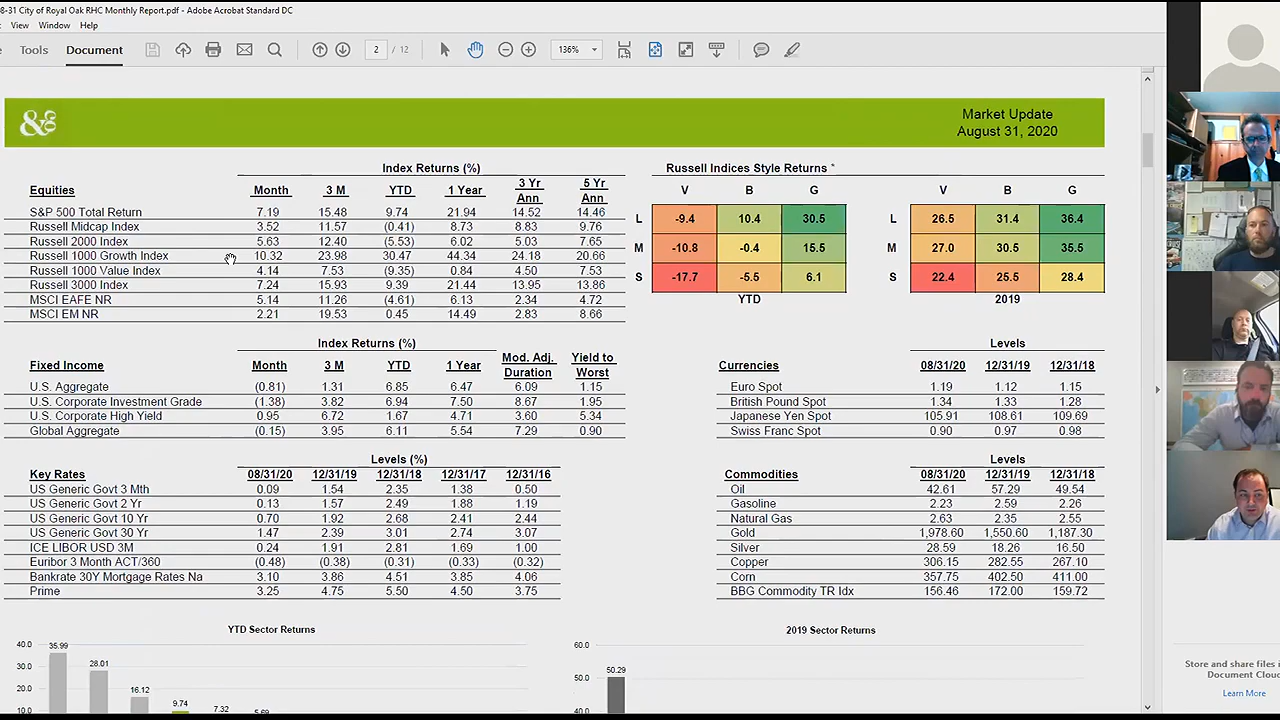 8-31 City of Royal Oak RHC Monthly Report.pdf - Adobe Acrobat Standard DC
View Window Help
Tools Document 2 / 12 136%
&
Market Update
August 31, 2020
Index Returns (%)
Equities Month 3 M YTD 1 Year 3 Yr Ann 5 Yr Ann
S&P 500 Total Return 7.19 15.48 9.74 21.94 14.52 14.46
Russell Midcap Index 3.52 11.57 (0.41) 8.73 8.83 9.76
Russell 2000 Index 5.63 12.40 (5.53) 6.02 5.03 7.65
Russell 1000 Growth Index 10.32 23.98 30.47 44.34 24.18 20.66
Russell 1000 Value Index 4.14 7.53 (9.35) 0.84 4.50 7.53
Russell 3000 Index 7.24 15.93 9.39 21.44 13.95 13.86
MSCI EAFE NR 5.14 11.26 (4.61) 6.13 2.34 4.72
MSCI EM NR 2.21 19.53 0.45 14.49 2.83 8.66
Russell Indices Style Returns *
V B G V B G
L -9.4 10.4 30.5 L 26.5 31.4 36.4
M -10.8 -0.4 15.5 M 27.0 30.5 35.5
S -17.7 -5.5 6.1 S 22.4 25.5 28.4
YTD 2019
Index Returns (%)
Fixed Income Month 3 M YTD 1 Year Mod. Adj. Duration Yield to Worst
U.S. Aggregate (0.81) 1.31 6.85 6.47 6.09 1.15
U.S. Corporate Investment Grade (1.38) 3.82 6.94 7.50 8.67 1.95
U.S. Corporate High Yield 0.95 6.72 1.67 4.71 3.60 5.34
Global Aggregate (0.15) 3.95 6.11 5.54 7.29 0.90
Levels
Currencies 08/31/20 12/31/19 12/31/18
Euro Spot 1.19 1.12 1.15
British Pound Spot 1.34 1.33 1.28
Japanese Yen Spot 105.91 108.61 109.69
Swiss Franc Spot 0.90 0.97 0.98
Levels (%)
Key Rates 08/31/20 12/31/19 12/31/18 12/31/17 12/31/16
US Generic Govt 3 Mth 0.09 1.54 2.35 1.38 0.50
US Generic Govt 2 Yr 0.13 1.57 2.49 1.88 1.19
US Generic Govt 10 Yr 0.70 1.92 2.68 2.41 2.44
US Generic Govt 30 Yr 1.47 2.39 3.01 2.74 3.07
ICE LIBOR USD 3M 0.24 1.91 2.81 1.69 1.00
Euribor 3 Month ACT/360 (0.48) (0.38) (0.31) (0.33) (0.32)
Bankrate 30Y Mortgage Rates Na 3.10 3.86 4.51 3.85 4.06
Prime 3.25 4.75 5.50 4.50 3.75
Levels
Commodities 08/31/20 12/31/19 12/31/18
Oil 42.61 57.29 49.54
Gasoline 2.23 2.59 2.26
Natural Gas 2.63 2.35 2.55
Gold 1,978.60 1,550.60 1,187.30
Silver 28.59 18.26 16.50
Copper 306.15 282.55 267.10
Corn 357.75 402.50 411.00
BBG Commodity TR Idx 156.46 172.00 159.72
YTD Sector Returns
40.0 35.99
30.0 28.01
20.0 16.12
10.0 9.74 7.32 5.69
2019 Sector Returns
60.0
50.0 50.29
40.0
Store and share files in
Document Cloud
Learn More